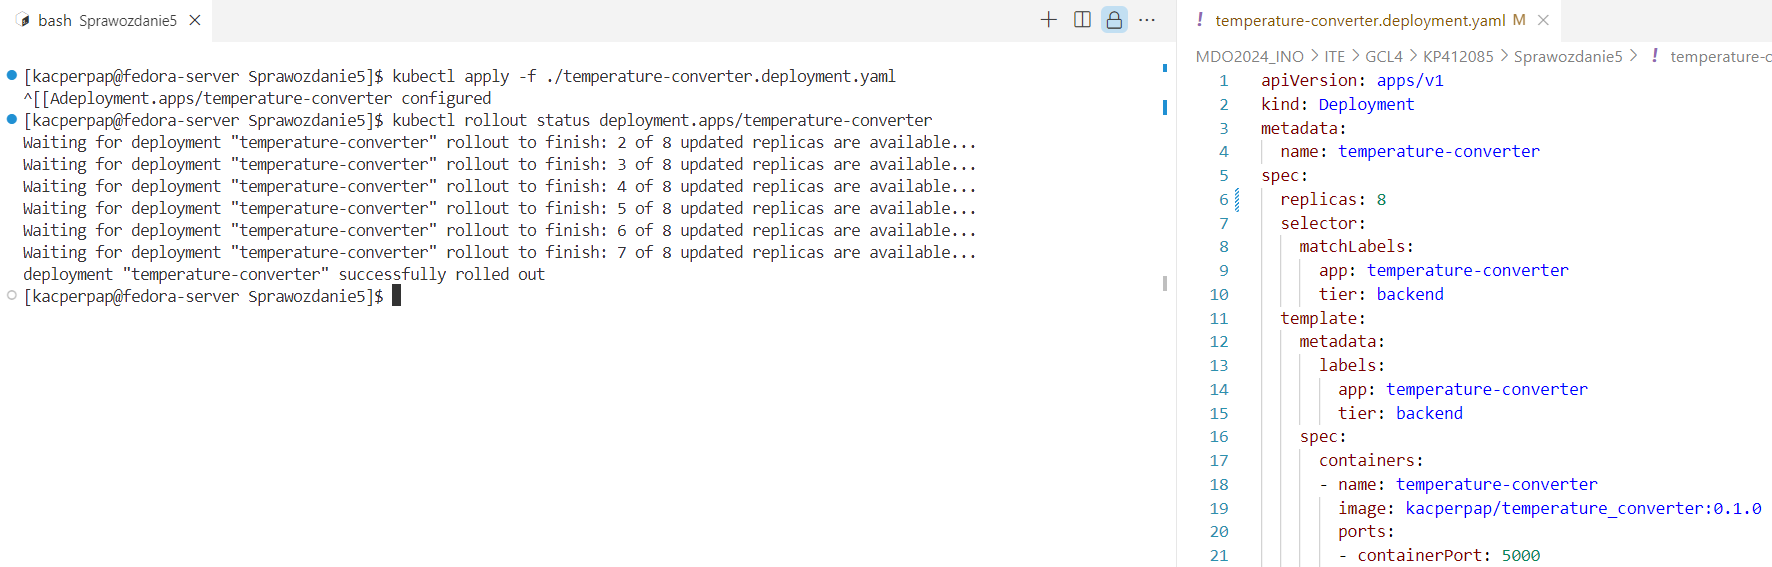 bash Sprawozdanie5
[kacperpap@fedora-server Sprawozdanie5]$ kubectl apply -f ./temperature-converter.deployment.yaml
^[[Adeployment.apps/temperature-converter configured
[kacperpap@fedora-server Sprawozdanie5]$ kubectl rollout status deployment.apps/temperature-converter
Waiting for deployment "temperature-converter" rollout to finish: 2 of 8 updated replicas are available...
Waiting for deployment "temperature-converter" rollout to finish: 3 of 8 updated replicas are available...
Waiting for deployment "temperature-converter" rollout to finish: 4 of 8 updated replicas are available...
Waiting for deployment "temperature-converter" rollout to finish: 5 of 8 updated replicas are available...
Waiting for deployment "temperature-converter" rollout to finish: 6 of 8 updated replicas are available...
Waiting for deployment "temperature-converter" rollout to finish: 7 of 8 updated replicas are available...
deployment "temperature-converter" successfully rolled out
[kacperpap@fedora-server Sprawozdanie5]$
! temperature-converter.deployment.yaml M
MDO2024_INO > ITE > GCL4 > KP412085 > Sprawozdanie5 > ! temperature-c
1 apiVersion: apps/v1
2 kind: Deployment
3 metadata:
4   name: temperature-converter
5 spec:
6   replicas: 8
7   selector:
8     matchLabels:
9       app: temperature-converter
10       tier: backend
11   template:
12     metadata:
13       labels:
14         app: temperature-converter
15         tier: backend
16     spec:
17       containers:
18       - name: temperature-converter
19         image: kacperpap/temperature_converter:0.1.0
20         ports:
21         - containerPort: 5000